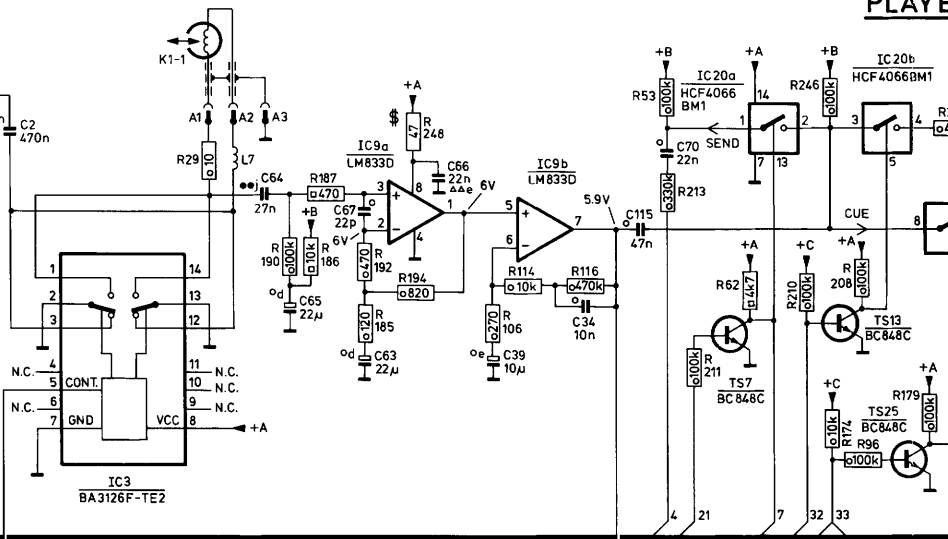 PLAYE
K1-1
A1 A2 A3
C2
470n
R29
10
L7
C64
27n
R187
470
+B
R
190
100k
10k
R
186
od
C65
22µ
+A
$
47
R
248
IC9a
LM833D
C66
22n
△△e
6V
C67
22p
6V
3
2
8
4
1
+
−
470
R
192
R194
820
120
R
185
od
C63
22µ
IC9b
LM833D
5
6
7
+
−
5.9V
C115
47n
R114
10k
R116
470k
C34
10n
270
R
106
oe
C39
10µ
+B
R53
100k
IC20a
HCF4066
BM1
+A
14
1
2
7
13
SEND
C70
22n
330k
R213
+B
R246
100k
IC20b
HCF4066BM1
3
4
5
CUE
8
+A
R62
4k7
R
211
100k
TS7
BC848C
+C
R210
100k
+A
R
208
100k
TS13
BC848C
+C
10k
R174
R96
100k
TS25
BC848C
+A
R179
100k
1
2
3
4
5
6
7
14
13
12
11
10
9
8
N.C.
N.C.
N.C.
N.C.
N.C.
CONT.
GND
VCC
+A
IC3
BA3126F-TE2
4
21
7
32
33